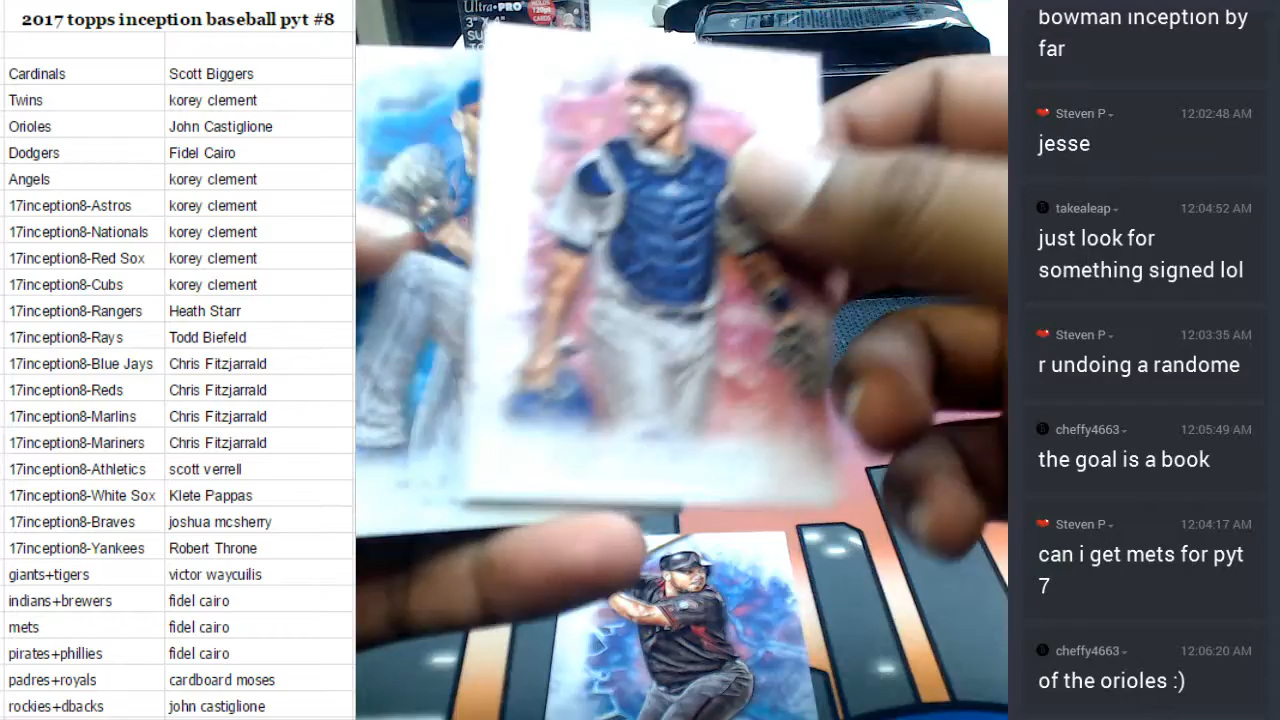 2017 topps inception baseball pyt #8
Cardinals Scott Biggers
Twins korey clement
Orioles John Castiglione
Dodgers Fidel Cairo
Angels korey clement
17inception8-Astros korey clement
17inception8-Nationals korey clement
17inception8-Red Sox korey clement
17inception8-Cubs korey clement
17inception8-Rangers Heath Starr
17inception8-Rays Todd Biefeld
17inception8-Blue Jays Chris Fitzjarrald
17inception8-Reds Chris Fitzjarrald
17inception8-Marlins Chris Fitzjarrald
17inception8-Mariners Chris Fitzjarrald
17inception8-Athletics scott verrell
17inception8-White Sox Klete Pappas
17inception8-Braves joshua mcsherry
17inception8-Yankees Robert Throne
giants+tigers victor waycuilis
indians+brewers fidel cairo
mets fidel cairo
pirates+phillies fidel cairo
padres+royals cardboard moses
rockies+dbacks john castiglione
Ultra PRO
3" X 4"
CARDS
bowman inception by
far
Steven P 12:02:48 AM
jesse
takealeap 12:04:52 AM
just look for
something signed lol
Steven P 12:03:35 AM
r undoing a randome
cheffy4663 12:05:49 AM
the goal is a book
Steven P 12:04:17 AM
can i get mets for pyt
7
cheffy4663 12:06:20 AM
of the orioles :)